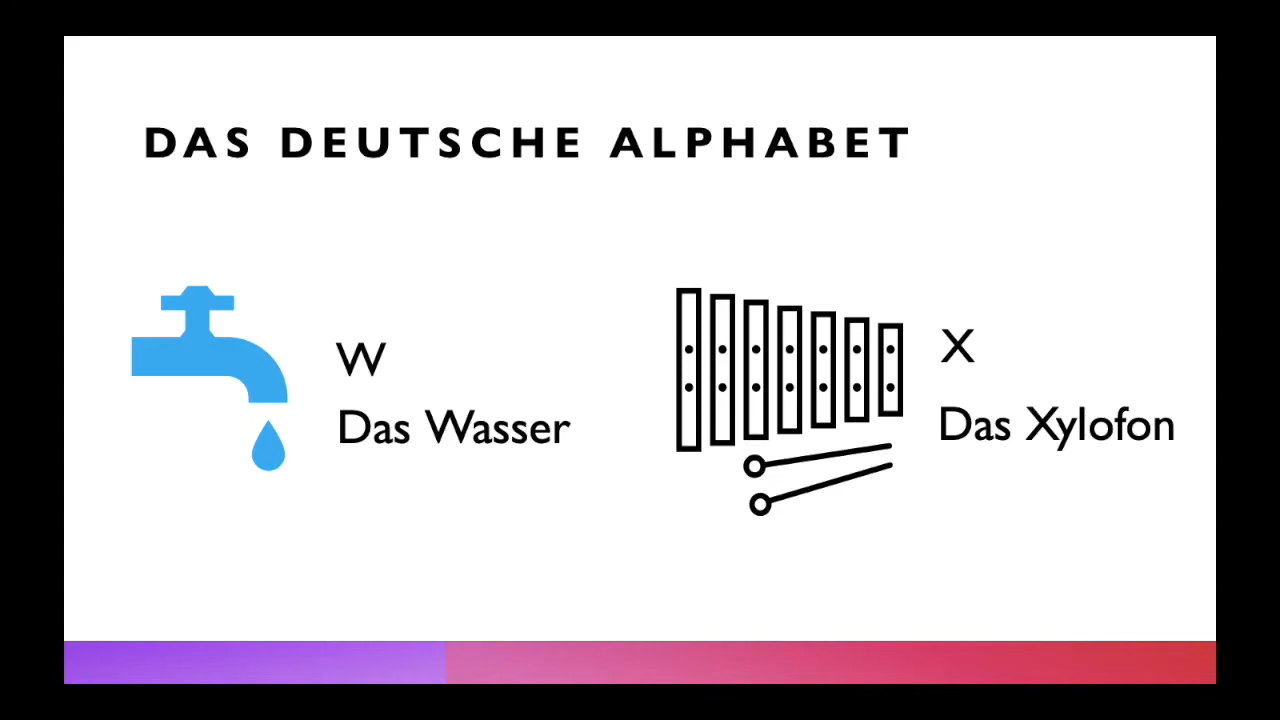 DAS DEUTSCHE ALPHABET
W
Das Wasser
X
Das Xylofon